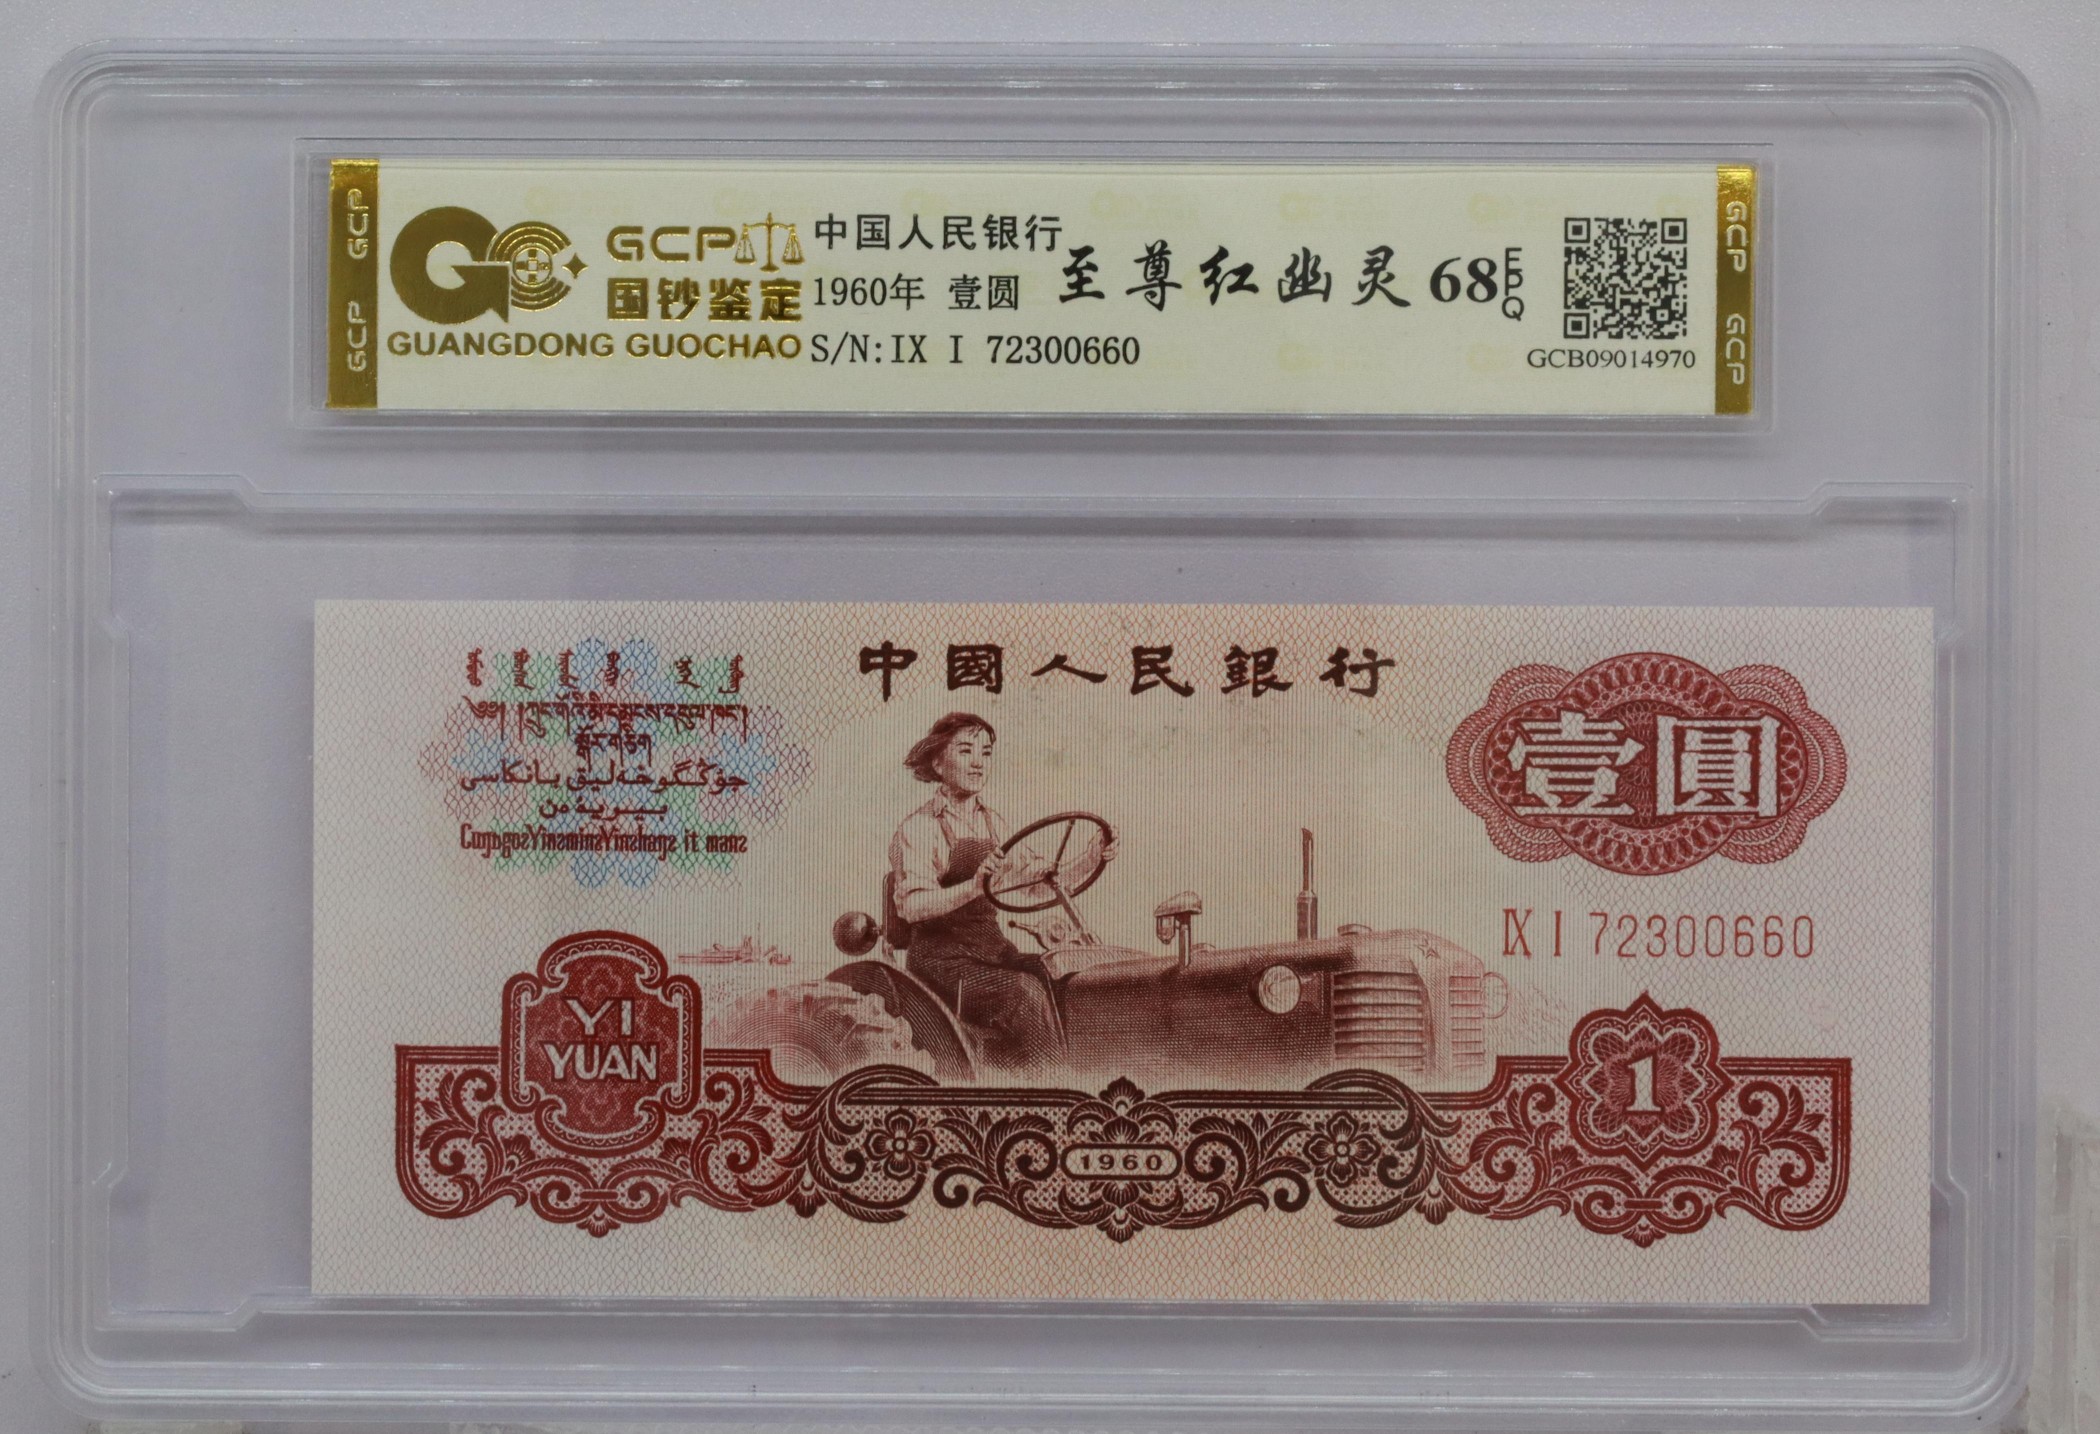 GCP GCP
GCP
国钞鉴定
GUANGDONG GUOCHAO
中国人民银行
1960年 壹圆
S/N:IX I 72300660
至尊红幽灵 68 EPQ
GCB09014970
GCP GCP
中國人民銀行
壹圓
IX I 72300660
YI
YUAN
1960
1